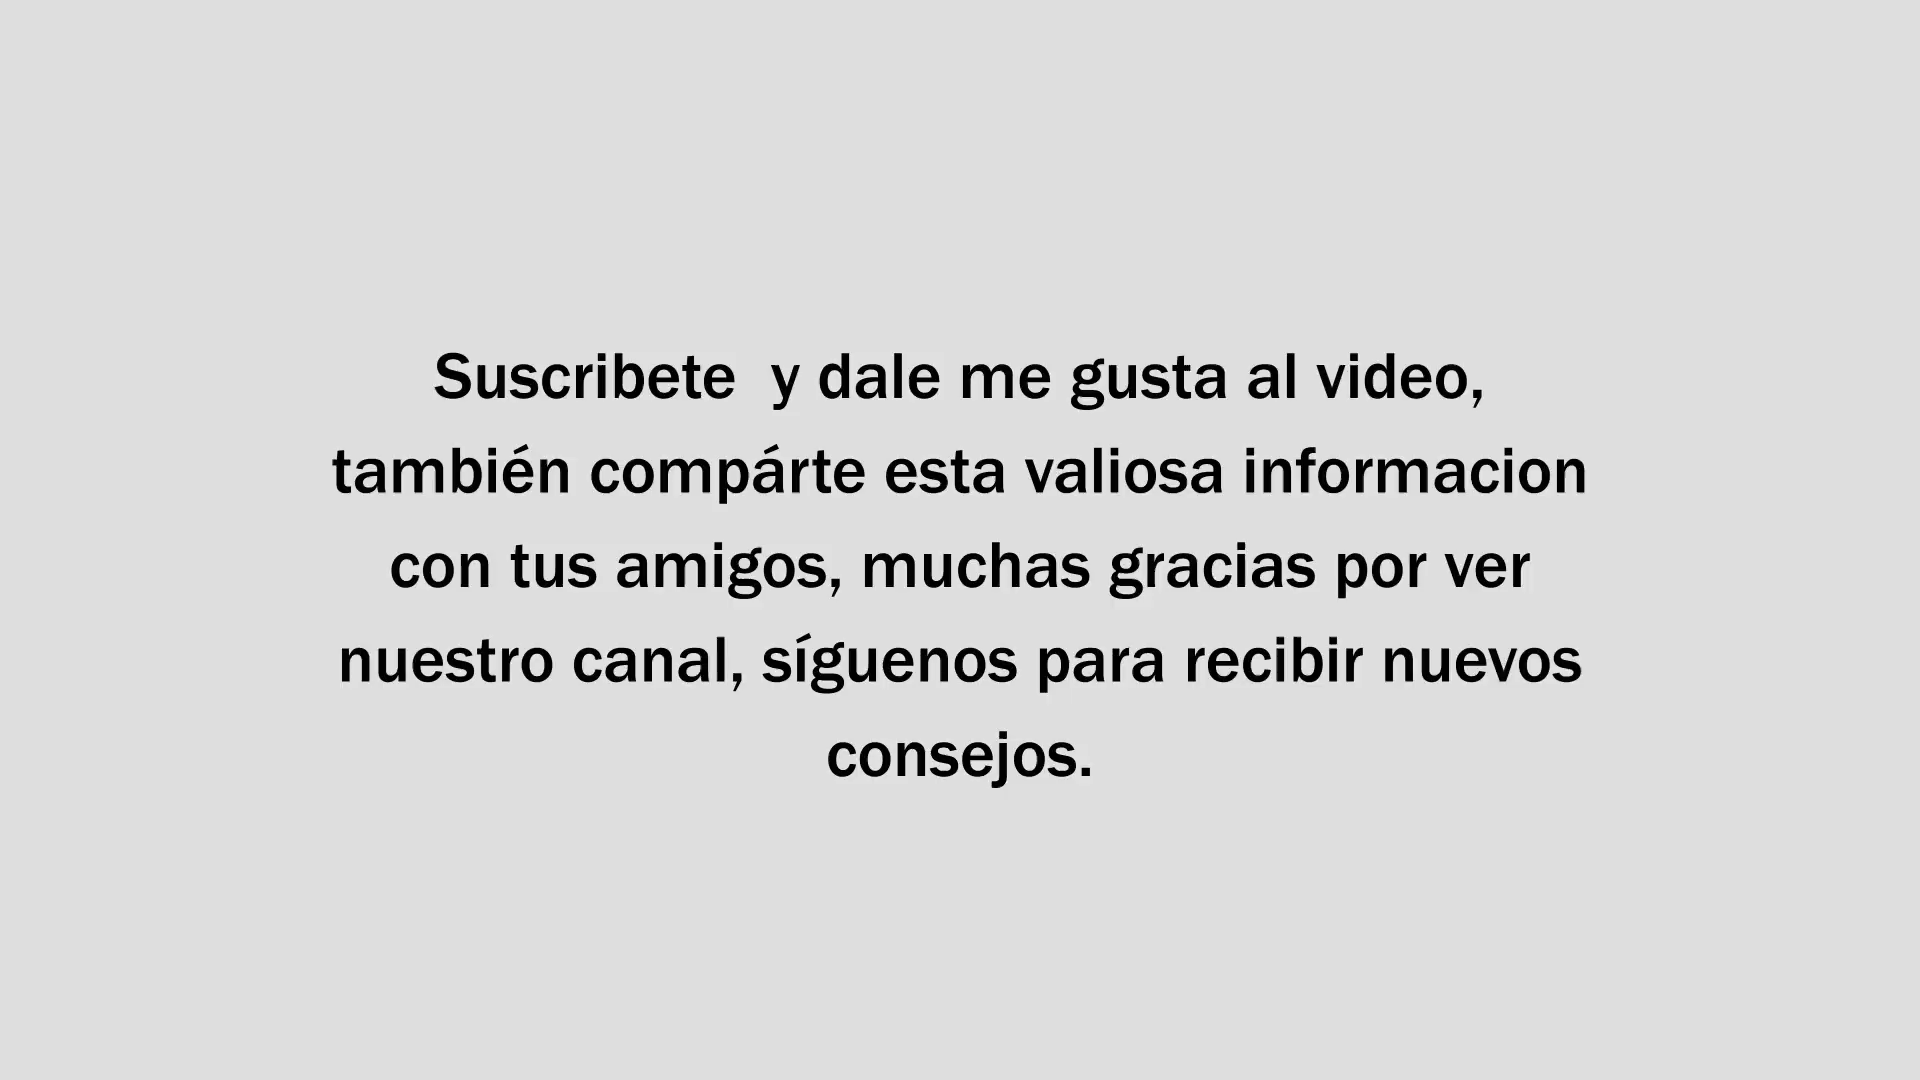 Suscribete  y dale me gusta al video,
también compárte esta valiosa informacion
con tus amigos, muchas gracias por ver
nuestro canal, síguenos para recibir nuevos
consejos.